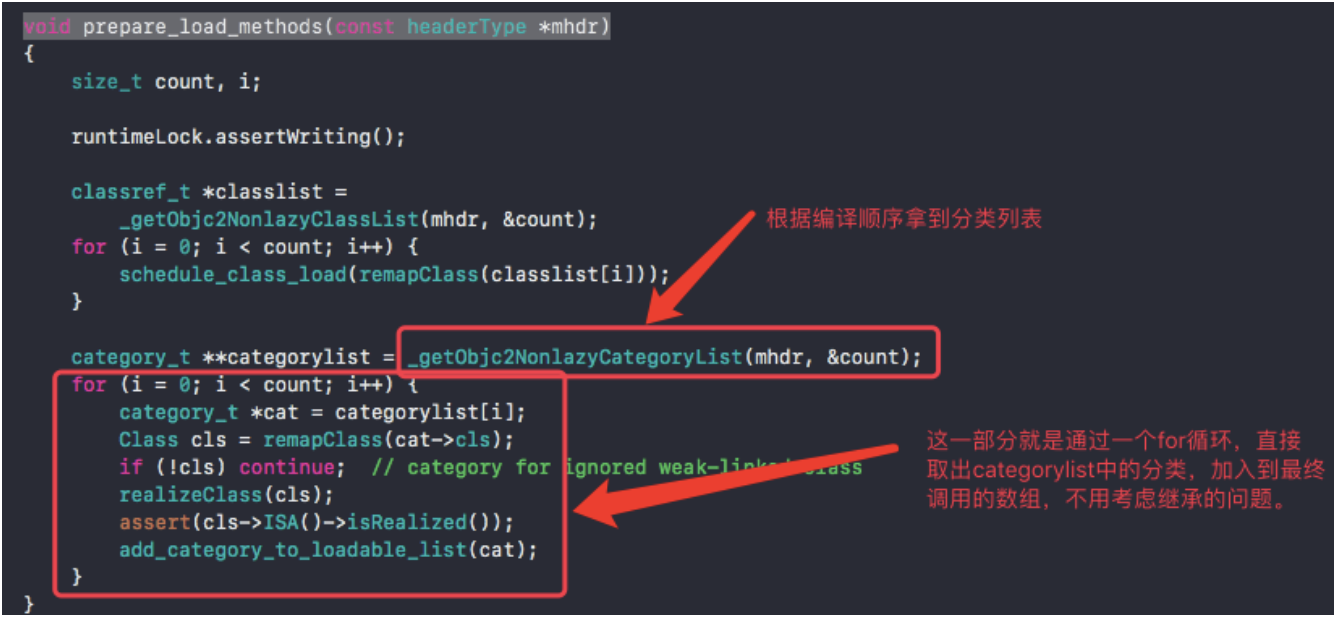 void prepare_load_methods(const headerType *mhdr)
{
    size_t count, i;
    runtimeLock.assertWriting();
    classref_t *classlist =
        _getObjc2NonlazyClassList(mhdr, &count);
    for (i = 0; i < count; i++) {
        schedule_class_load(remapClass(classlist[i]));
    }
根据编译顺序拿到分类列表
    category_t **categorylist = _getObjc2NonlazyCategoryList(mhdr, &count);
    for (i = 0; i < count; i++) {
        category_t *cat = categorylist[i];
        Class cls = remapClass(cat->cls);
        if (!cls) continue;  // category for ignored weak-linked class
        realizeClass(cls);
        assert(cls->ISA()->isRealized());
        add_category_to_loadable_list(cat);
    }
}
这一部分就是通过一个for循环，直接
取出categorylist中的分类，加入到最终
调用的数组，不用考虑继承的问题。